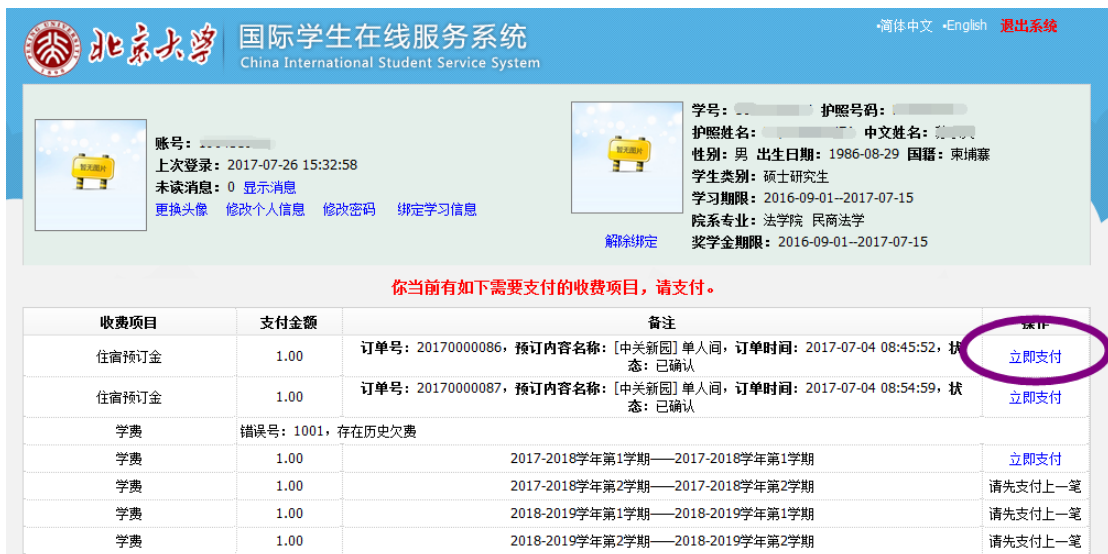 北京大学 国际学生在线服务系统
China International Student Service System
•简体中文 •English 退出系统
暂无图片
账号：
上次登录：2017-07-26 15:32:58
未读消息：0 显示消息
更换头像 修改个人信息 修改密码 绑定学习信息
暂无图片
解除绑定
学号： 护照号码：
护照姓名： 中文姓名：
性别：男 出生日期：1986-08-29 国籍：柬埔寨
学生类别：硕士研究生
学习期限：2016-09-01--2017-07-15
院系专业：法学院 民商法学
奖学金期限：2016-09-01--2017-07-15
你当前有如下需要支付的收费项目，请支付。
收费项目 支付金额 备注 操作
住宿预订金 1.00 订单号：20170000086，预订内容名称：[中关新园] 单人间，订单时间：2017-07-04 08:45:52，状
态：已确认 立即支付
住宿预订金 1.00 订单号：20170000087，预订内容名称：[中关新园] 单人间，订单时间：2017-07-04 08:54:59，状
态：已确认 立即支付
学费 错误号：1001，存在历史欠费
学费 1.00 2017-2018学年第1学期——2017-2018学年第1学期 立即支付
学费 1.00 2017-2018学年第2学期——2017-2018学年第2学期 请先支付上一笔
学费 1.00 2018-2019学年第1学期——2018-2019学年第1学期 请先支付上一笔
学费 1.00 2018-2019学年第2学期——2018-2019学年第2学期 请先支付上一笔